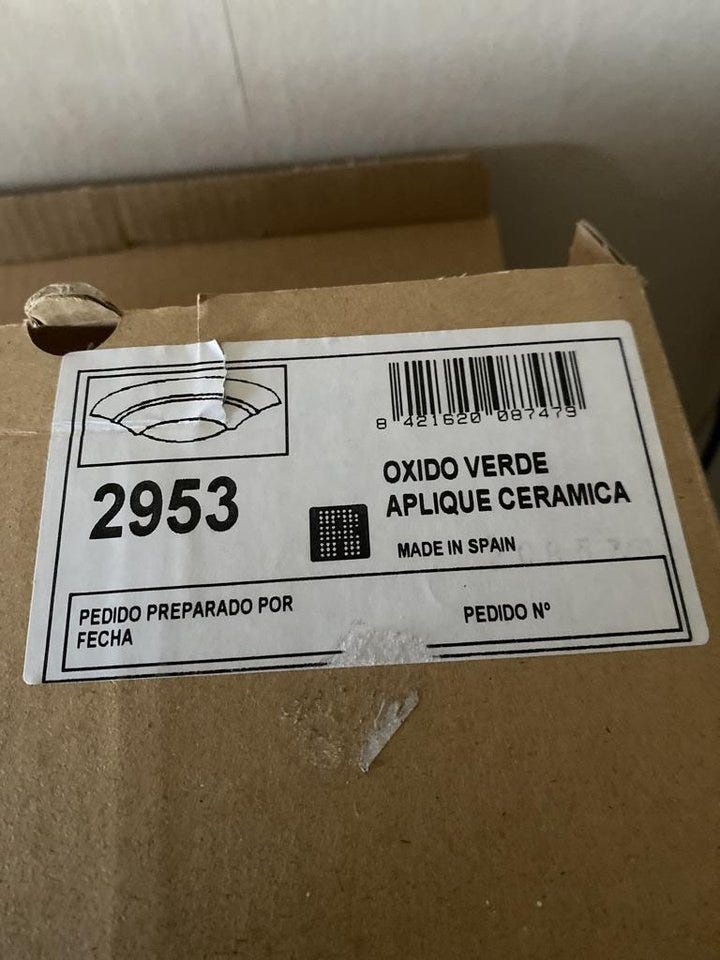 8 421620 087479
2953
OXIDO VERDE
APLIQUE CERAMICA
MADE IN SPAIN
PEDIDO PREPARADO POR
FECHA
PEDIDO Nº